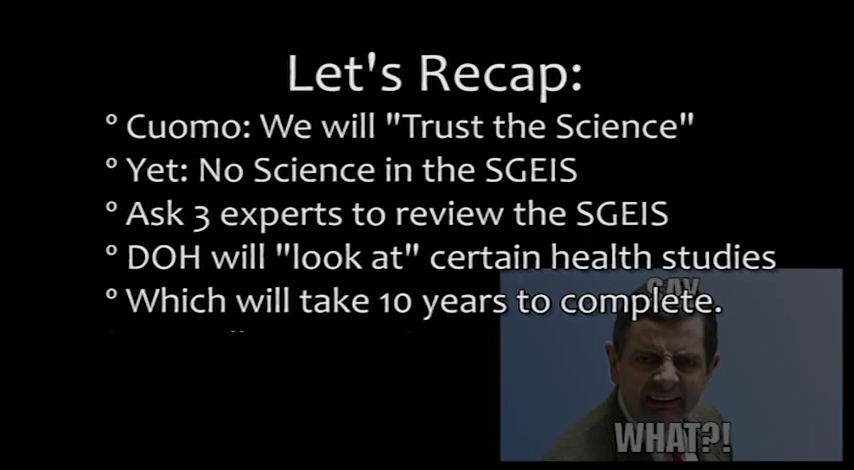 Let's Recap:
° Cuomo: We will "Trust the Science"
° Yet: No Science in the SGEIS
° Ask 3 experts to review the SGEIS
° DOH will "look at" certain health studies
° Which will take 10 years to complete.
SAY
WHAT?!